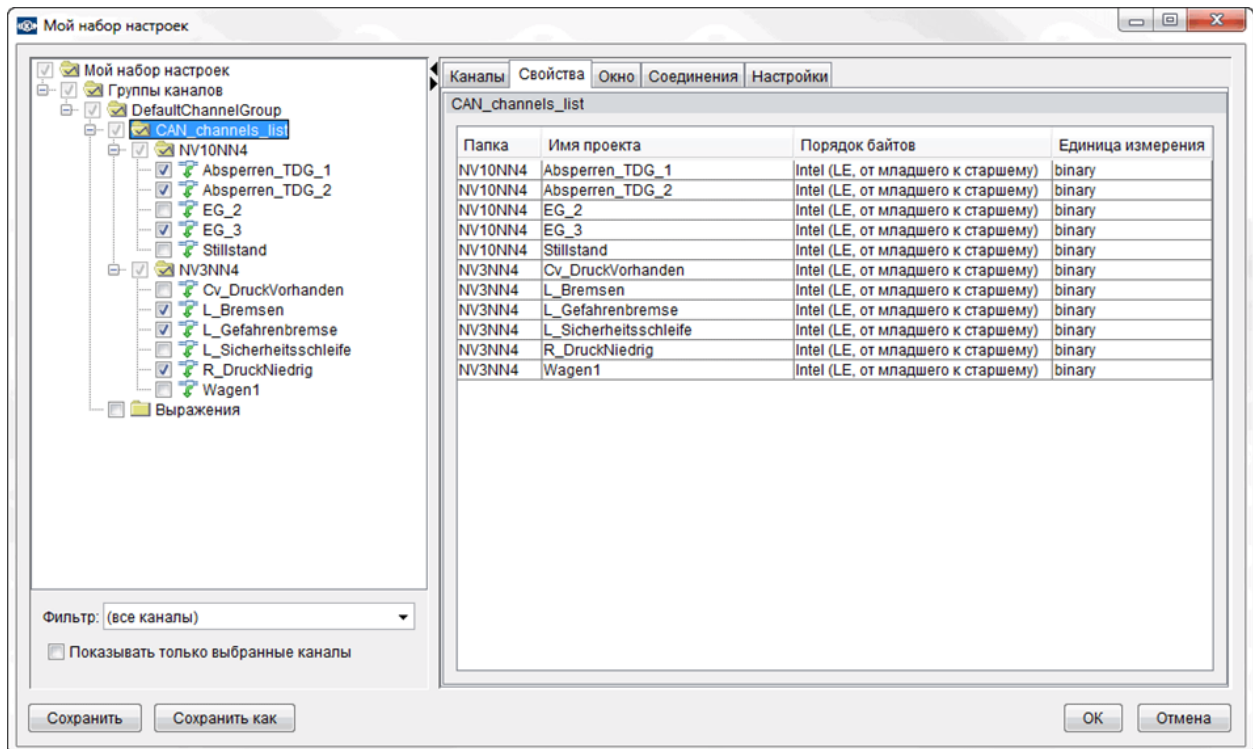 Мой набор настроек
Мой набор настроек
Группы каналов
DefaultChannelGroup
CAN_channels_list
NV10NN4
Absperren_TDG_1
Absperren_TDG_2
EG_2
EG_3
Stillstand
NV3NN4
Cv_DruckVorhanden
L_Bremsen
L_Gefahrenbremse
L_Sicherheitsschleife
R_DruckNiedrig
Wagen1
Выражения
Фильтр: (все каналы)
Показывать только выбранные каналы
Каналы Свойства Окно Соединения Настройки
CAN_channels_list
Папка Имя проекта Порядок байтов Единица измерения
NV10NN4 Absperren_TDG_1 Intel (LE, от младшего к старшему) binary
NV10NN4 Absperren_TDG_2 Intel (LE, от младшего к старшему) binary
NV10NN4 EG_2 Intel (LE, от младшего к старшему) binary
NV10NN4 EG_3 Intel (LE, от младшего к старшему) binary
NV10NN4 Stillstand Intel (LE, от младшего к старшему) binary
NV3NN4 Cv_DruckVorhanden Intel (LE, от младшего к старшему) binary
NV3NN4 L_Bremsen Intel (LE, от младшего к старшему) binary
NV3NN4 L_Gefahrenbremse Intel (LE, от младшего к старшему) binary
NV3NN4 L_Sicherheitsschleife Intel (LE, от младшего к старшему) binary
NV3NN4 R_DruckNiedrig Intel (LE, от младшего к старшему) binary
NV3NN4 Wagen1 Intel (LE, от младшего к старшему) binary
Сохранить Сохранить как ОК Отмена